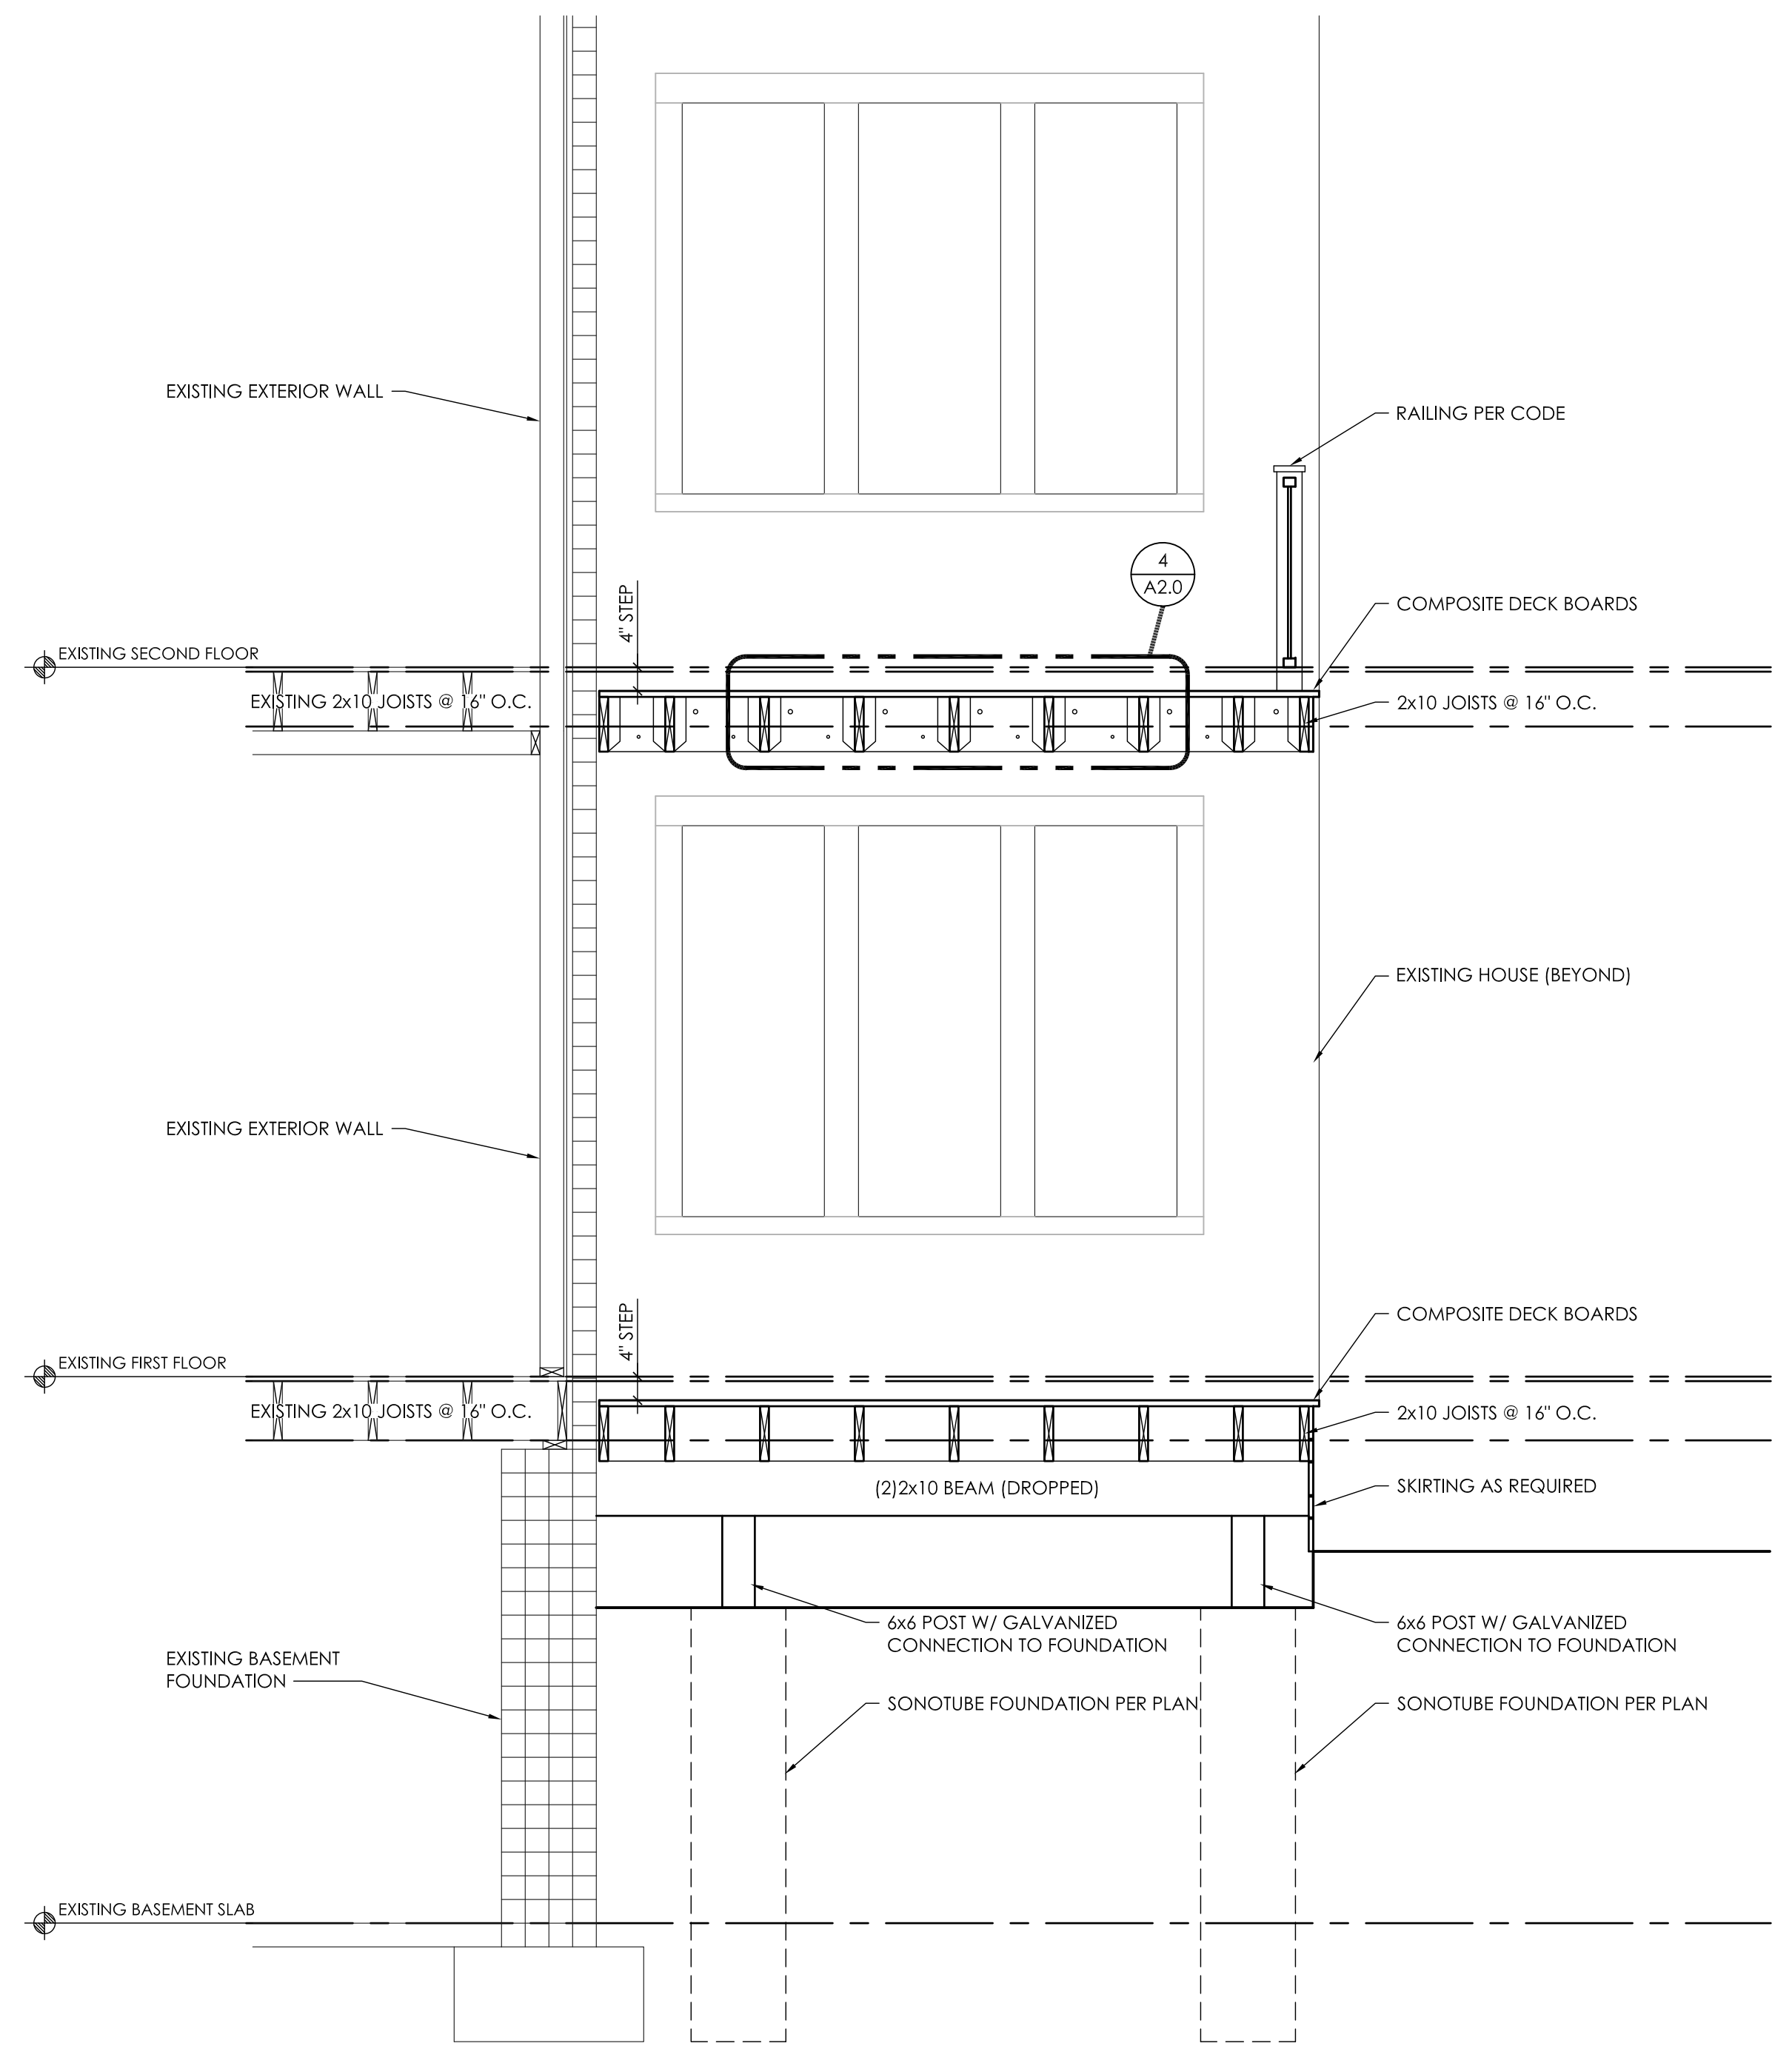 EXISTING EXTERIOR WALL
RAILING PER CODE
4
A2.0
4" STEP
COMPOSITE DECK BOARDS
EXISTING SECOND FLOOR
EXISTING 2x10 JOISTS @ 16" O.C.
2x10 JOISTS @ 16" O.C.
EXISTING HOUSE (BEYOND)
EXISTING EXTERIOR WALL
4" STEP
COMPOSITE DECK BOARDS
EXISTING FIRST FLOOR
EXISTING 2x10 JOISTS @ 16" O.C.
2x10 JOISTS @ 16" O.C.
(2)2x10 BEAM (DROPPED)
SKIRTING AS REQUIRED
6x6 POST W/ GALVANIZED
CONNECTION TO FOUNDATION
6x6 POST W/ GALVANIZED
CONNECTION TO FOUNDATION
EXISTING BASEMENT
FOUNDATION
SONOTUBE FOUNDATION PER PLAN
SONOTUBE FOUNDATION PER PLAN
EXISTING BASEMENT SLAB